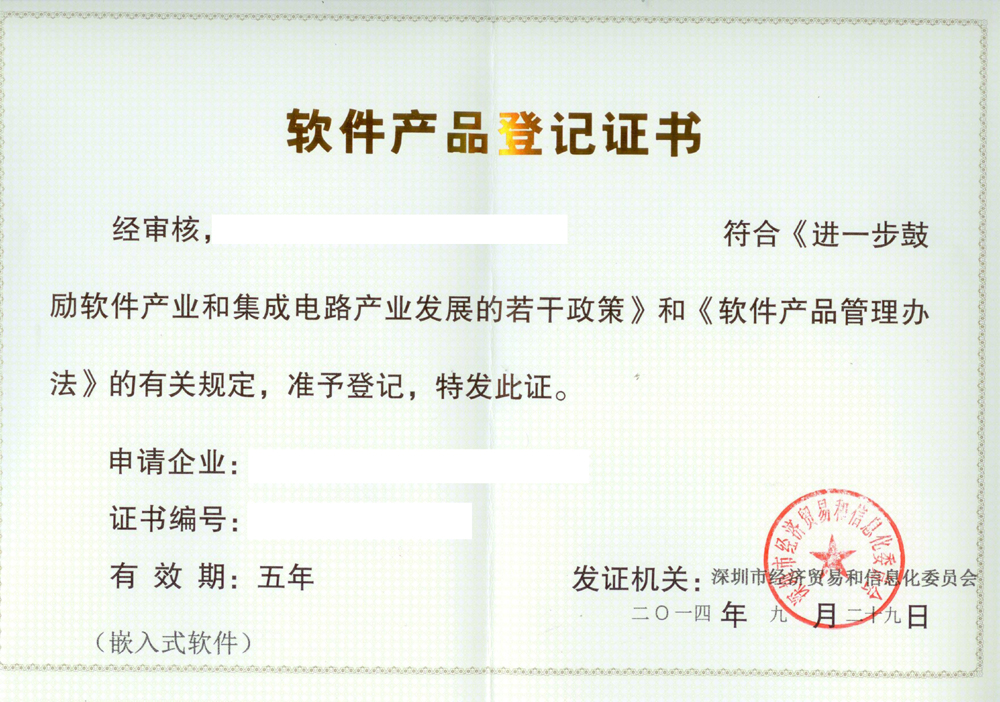 软件产品登记证书
经审核, 符合《进一步鼓
励软件产业和集成电路产业发展的若干政策》和《软件产品管理办
法》的有关规定，准予登记，特发此证。
申请企业：
证书编号：
有 效 期：五年
发证机关：深圳市经济贸易和信息化委员会
二〇一四 年 九 月 二十九 日
（嵌入式软件）
深圳市经济贸易和信息化委员会